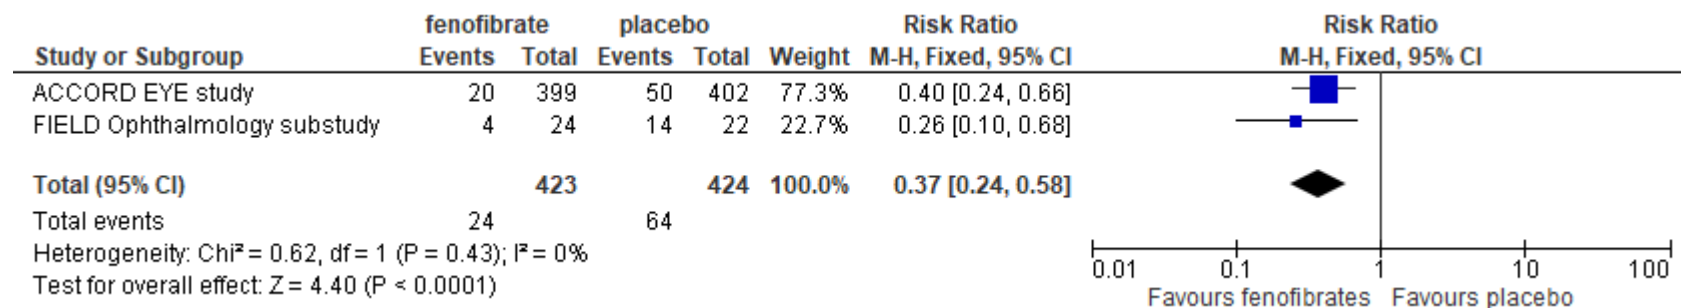 fenofibrate placebo Risk Ratio Risk Ratio
Study or Subgroup Events Total Events Total Weight M-H, Fixed, 95% CI M-H, Fixed, 95% CI
ACCORD EYE study 20 399 50 402 77.3% 0.40 [0.24, 0.66]
FIELD Ophthalmology substudy 4 24 14 22 22.7% 0.26 [0.10, 0.68]
Total (95% CI) 423 424 100.0% 0.37 [0.24, 0.58]
Total events 24 64
Heterogeneity: Chi² = 0.62, df = 1 (P = 0.43); I² = 0%
Test for overall effect: Z = 4.40 (P < 0.0001)
0.01 0.1 1 10 100
Favours fenofibrates Favours placebo